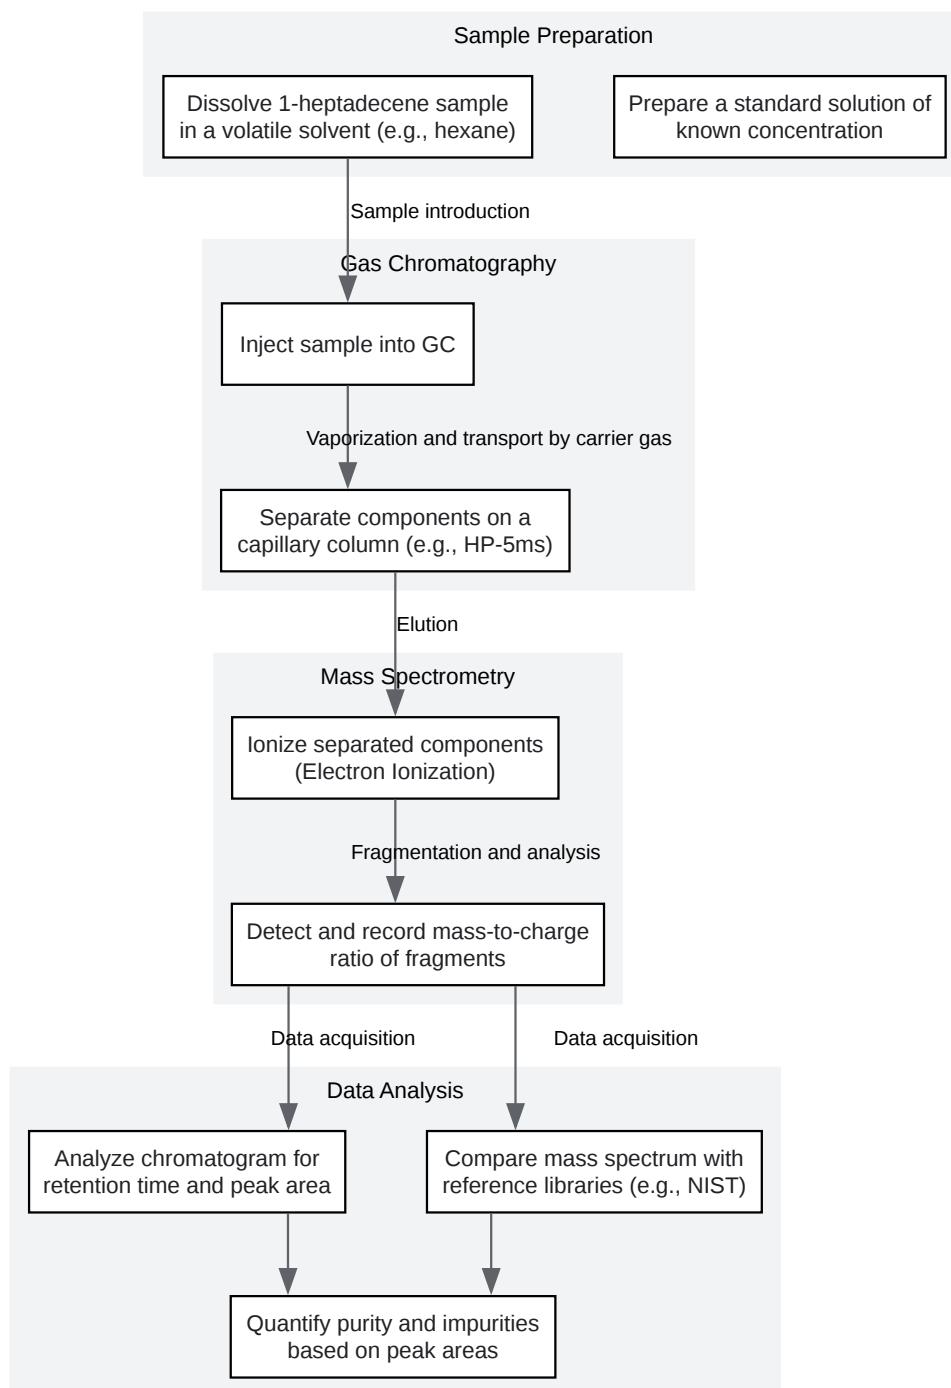 Sample Preparation
Dissolve 1-heptadecene sample
in a volatile solvent (e.g., hexane)
Prepare a standard solution of
known concentration
Sample introduction
Gas Chromatography
Inject sample into GC
Vaporization and transport by carrier gas
Separate components on a
capillary column (e.g., HP-5ms)
Elution
Mass Spectrometry
Ionize separated components
(Electron Ionization)
Fragmentation and analysis
Detect and record mass-to-charge
ratio of fragments
Data acquisition
Data acquisition
Data Analysis
Analyze chromatogram for
retention time and peak area
Compare mass spectrum with
reference libraries (e.g., NIST)
Quantify purity and impurities
based on peak areas